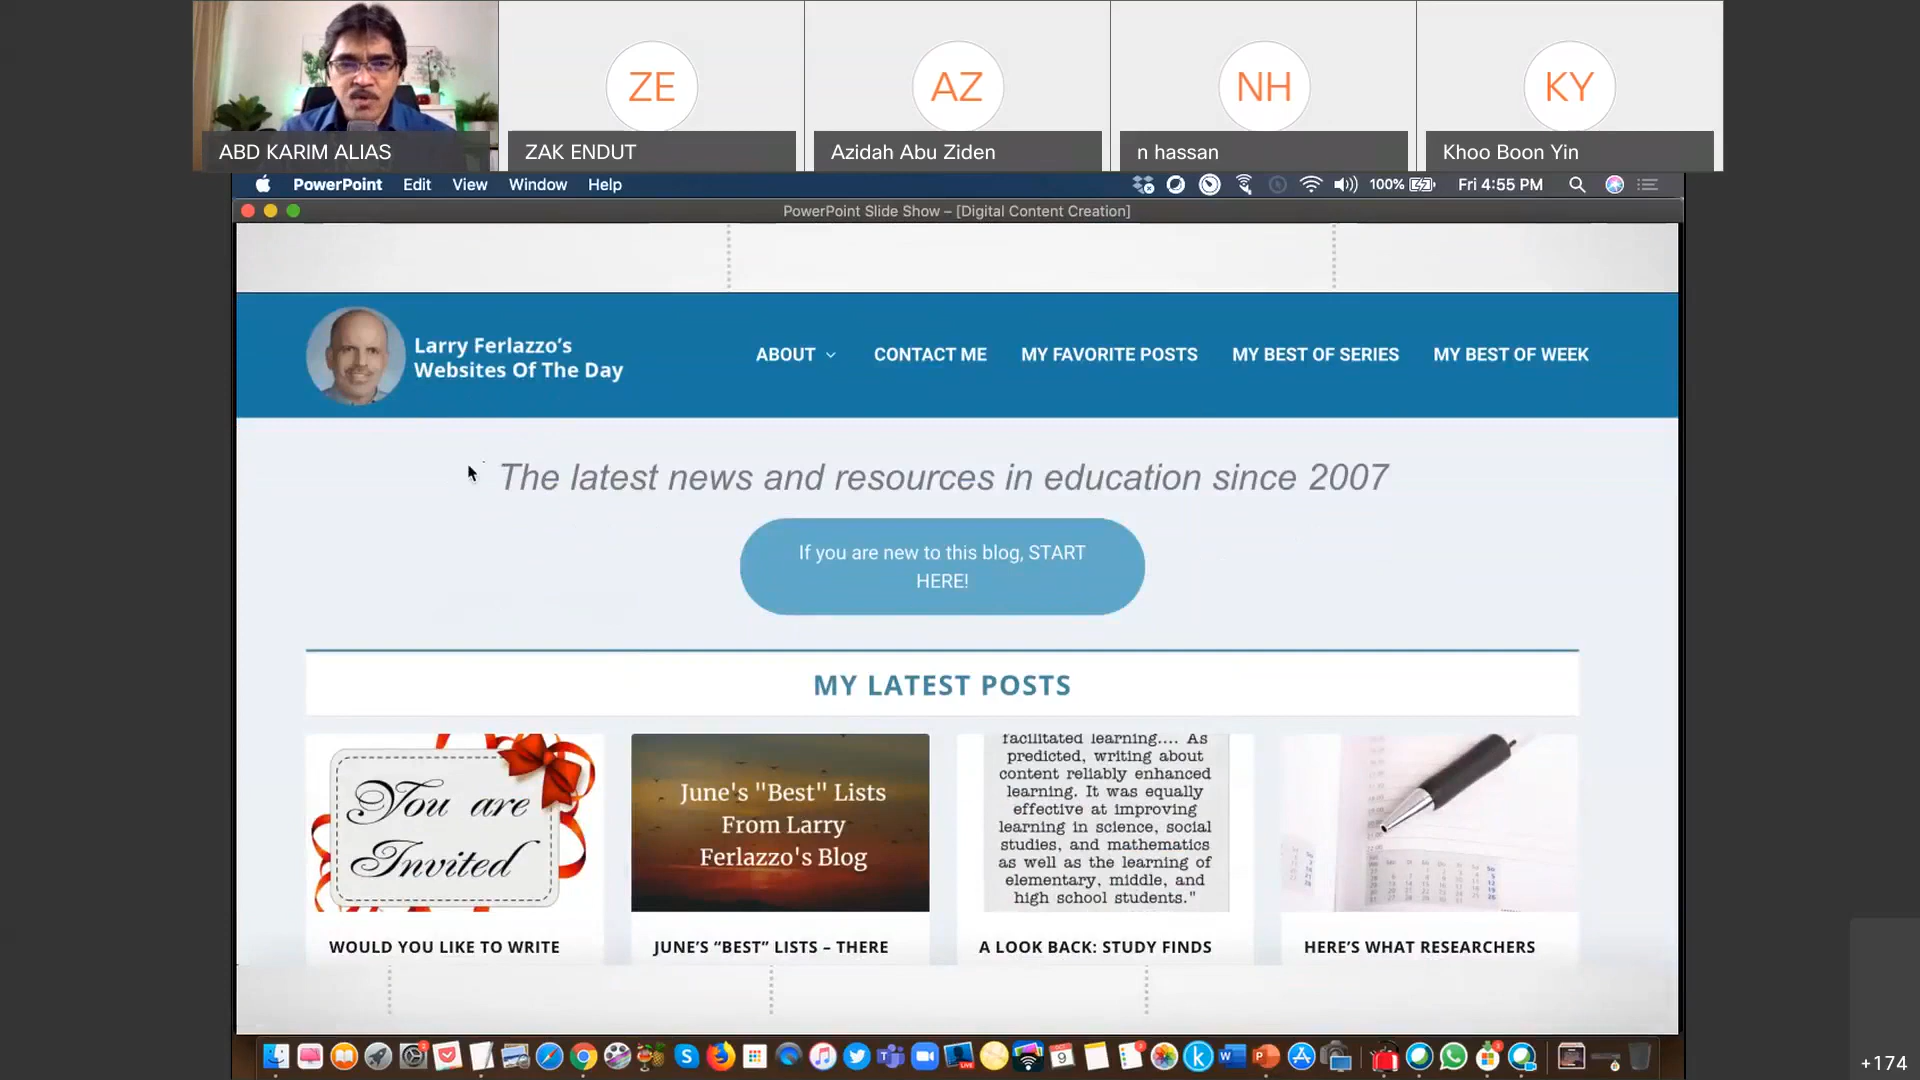 ZE
AZ
NH
KY
ABD KARIM ALIAS
ZAK ENDUT
Azidah Abu Ziden
n hassan
Khoo Boon Yin
PowerPoint Edit View Window Help
100%
Fri 4:55 PM
PowerPoint Slide Show – [Digital Content Creation]
Larry Ferlazzo's
Websites Of The Day
ABOUT
CONTACT ME
MY FAVORITE POSTS
MY BEST OF SERIES
MY BEST OF WEEK
The latest news and resources in education since 2007
If you are new to this blog, START
HERE!
MY LATEST POSTS
You are
Invited
June's "Best" Lists
From Larry
Ferlazzo's Blog
facilitated learning.... As
predicted, writing about
content reliably enhanced
learning. It was equally
effective at improving
learning in science, social
studies, and mathematics
as well as the learning of
elementary, middle, and
high school students."
WOULD YOU LIKE TO WRITE
JUNE'S “BEST” LISTS – THERE
A LOOK BACK: STUDY FINDS
HERE'S WHAT RESEARCHERS
+174